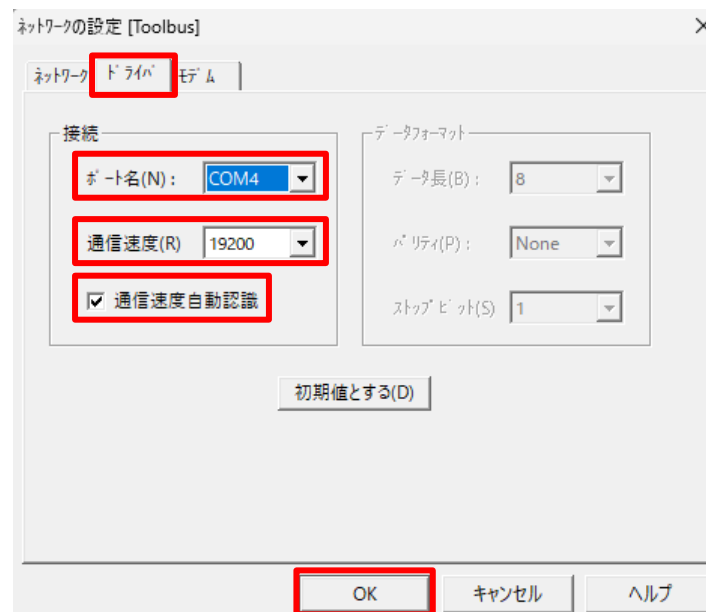 ﾈｯﾄﾜｰｸの設定 [Toolbus]
ﾈｯﾄﾜｰｸ ﾄﾞﾗｲﾊﾞ ﾓﾃﾞﾑ
接続
ﾎﾟｰﾄ名(N): COM4
通信速度(R) 19200
通信速度自動認識
ﾃﾞｰﾀﾌｫｰﾏｯﾄ
ﾃﾞｰﾀ長(B): 8
ﾊﾟﾘﾃｨ(P): None
ｽﾄｯﾌﾟﾋﾞｯﾄ(S) 1
初期値とする(D)
OK キャンセル ヘルプ